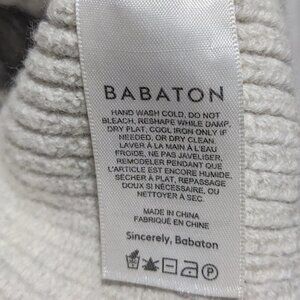 BABATON
HAND WASH COLD. DO NOT
BLEACH, RESHAPE WHILE DAMP.
DRY FLAT, COOL IRON ONLY IF
NEEDED, OR DRY CLEAN.
LAVER À LA MAIN À L'EAU
FROIDE, NE PAS JAVELISER,
REMODELER PENDANT QUE
L'ARTICLE EST ENCORE HUMIDE.
SÉCHER À PLAT, REPASSAGE
DOUX SI NÉCESSAIRE, OU
NETTOYER À SEC.
MADE IN CHINA
FABRIQUÉ EN CHINE
Sincerely, Babaton
P